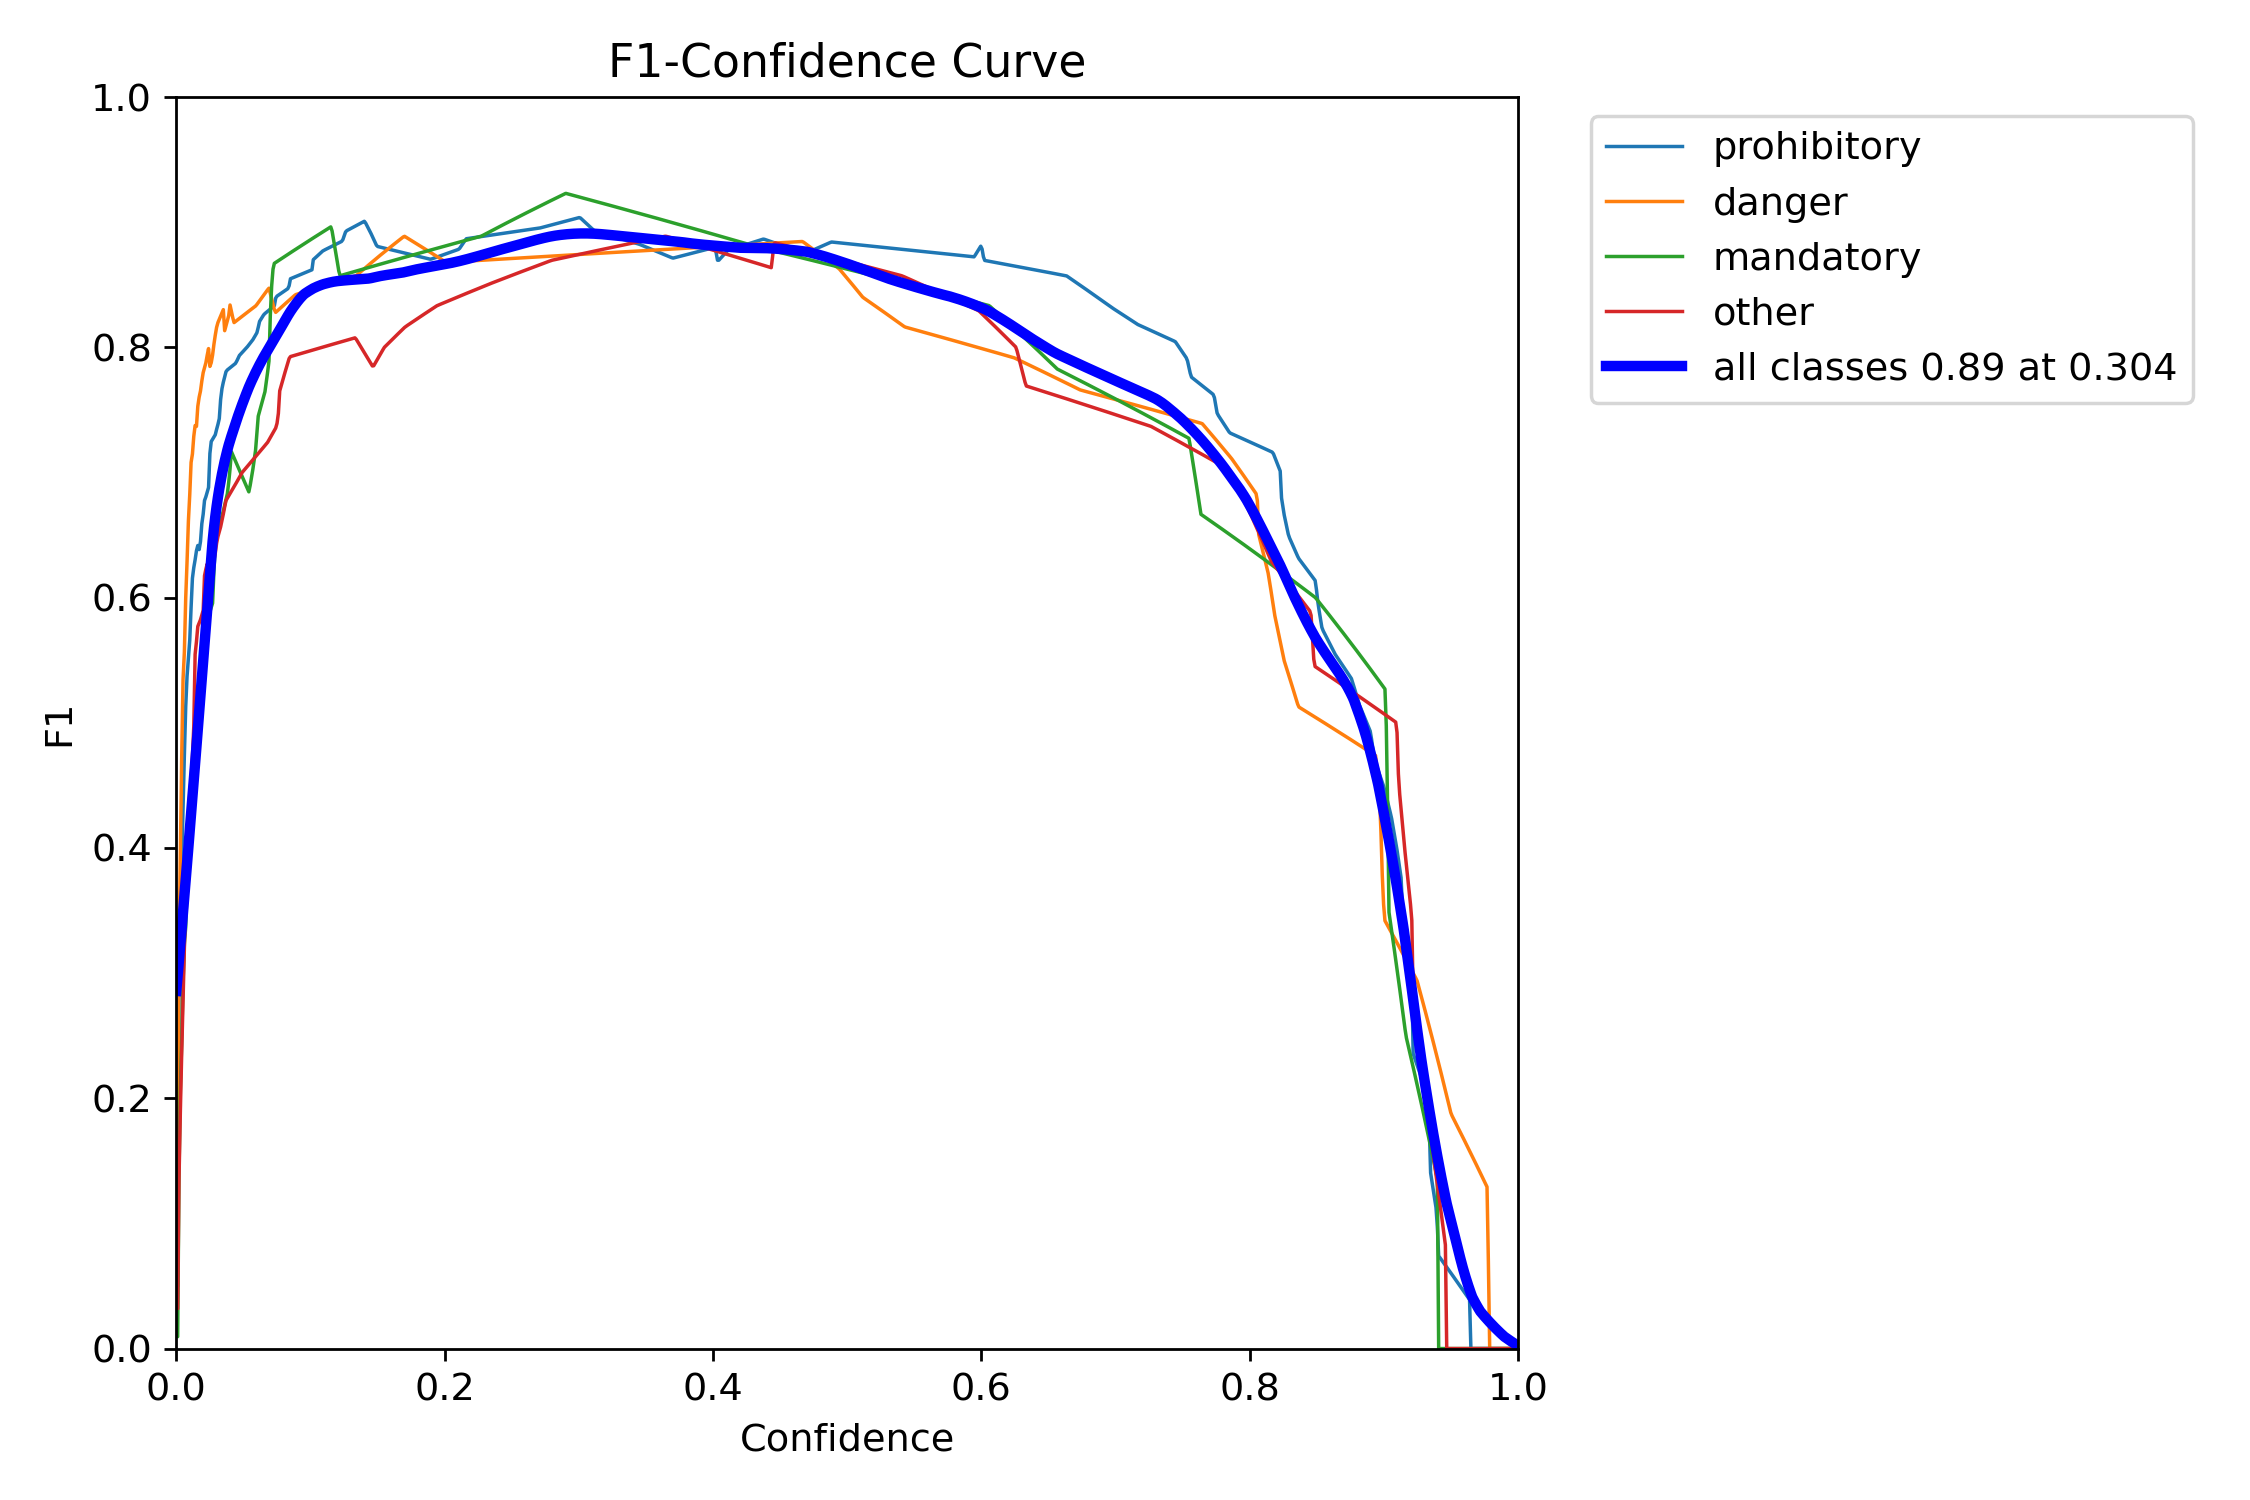 F1-Confidence Curve
1.0
0.8
0.6
0.4
0.2
0.0
F1
0.0 0.2 0.4 0.6 0.8 1.0
Confidence
prohibitory
danger
mandatory
other
all classes 0.89 at 0.304